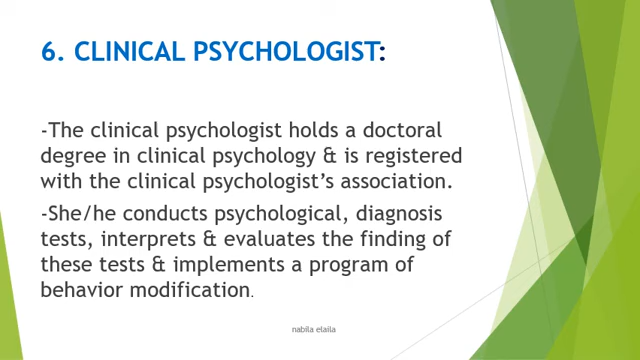 6. CLINICAL PSYCHOLOGIST:
-The clinical psychologist holds a doctoral
degree in clinical psychology & is registered
with the clinical psychologist’s association.
-She/he conducts psychological, diagnosis
tests, interprets & evaluates the finding of
these tests & implements a program of
behavior modification.
nabila elaila